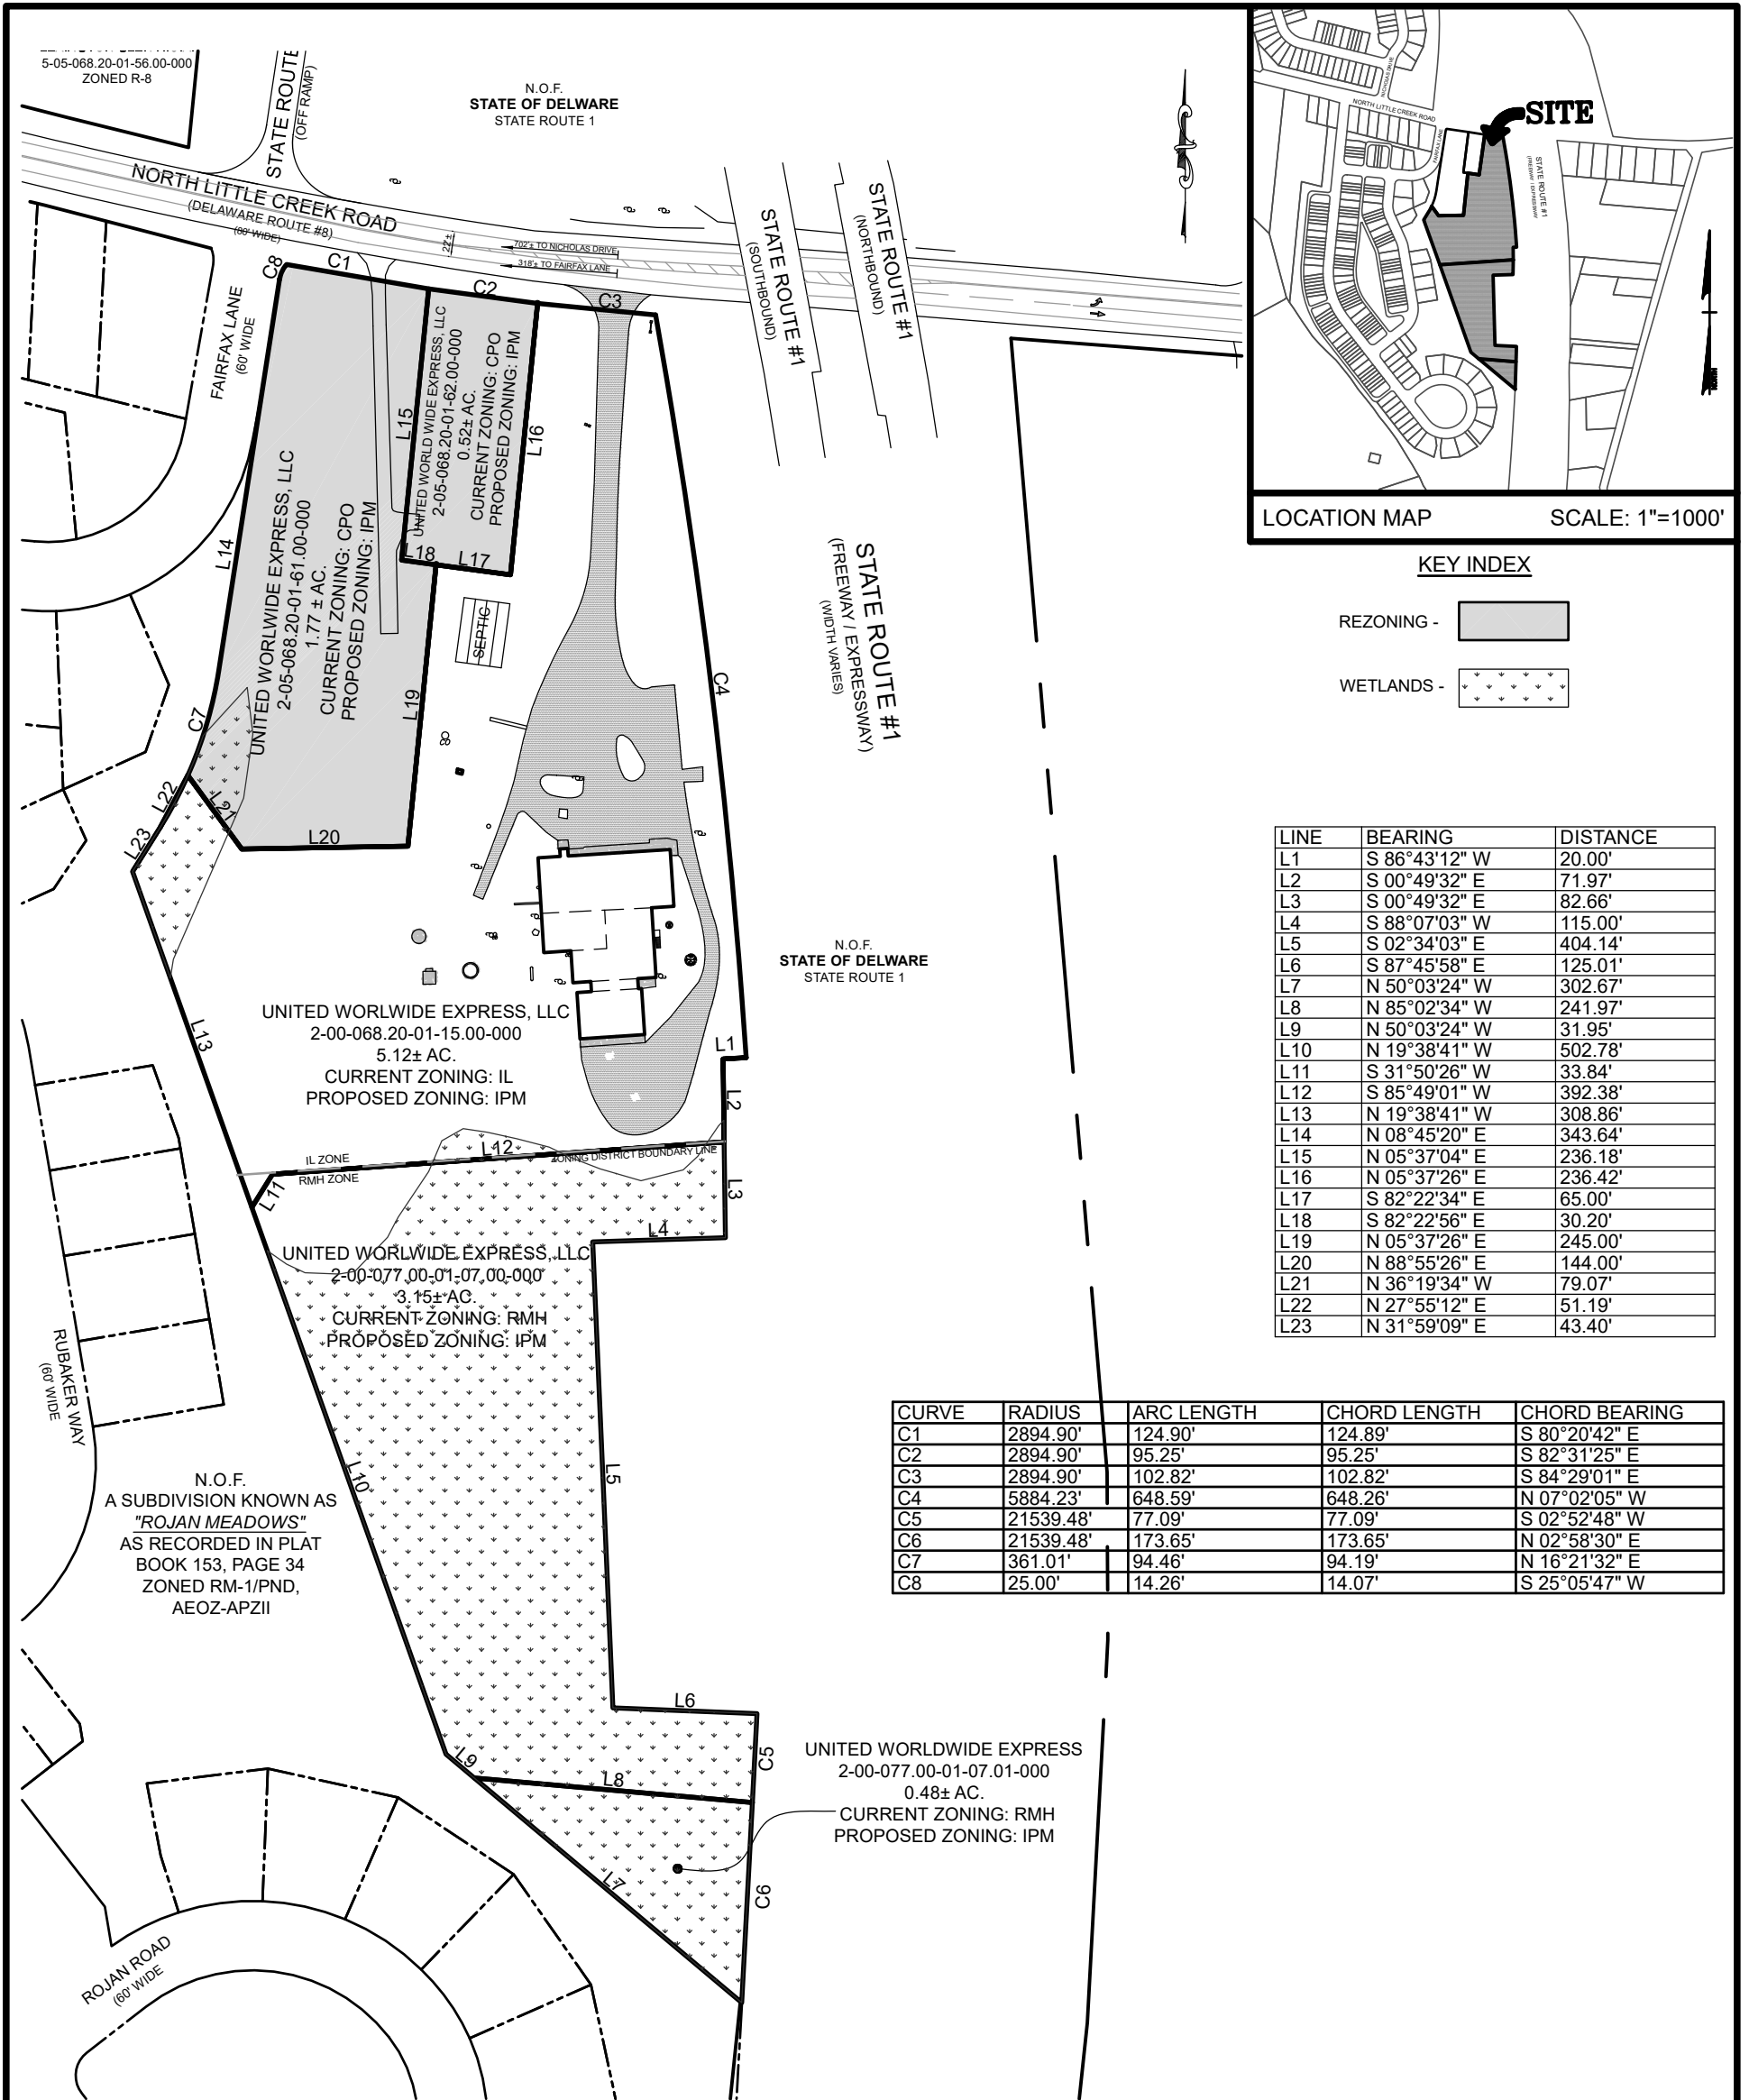 5-05-068.20-01-56.00-000
ZONED R-8
STATE ROUTE
(OFF RAMP)
N.O.F.
STATE OF DELWARE
STATE ROUTE 1
NORTH LITTLE CREEK ROAD
(DELAWARE ROUTE #8)
(80' WIDE)
22'±
702'± TO NICHOLAS DRIVE
318'± TO FAIRFAX LANE
STATE ROUTE #1
(SOUTHBOUND)
STATE ROUTE #1
(NORTHBOUND)
NORTH LITTLE CREEK ROAD
FAIRFAX LANE
STATE ROUTE #1
SITE
LOCATION MAP SCALE: 1"=1000'
KEY INDEX
REZONING -
WETLANDS -
C8
C1
C2
C3
FAIRFAX LANE
(60' WIDE)
UNITED WORLWIDE EXPRESS, LLC
2-05-068.20-01-61.00-000
1.77 ± AC.
CURRENT ZONING: CPO
PROPOSED ZONING: IPM
UNITED WORLD WIDE EXPRESS, LLC
2-05-068.20-01-62.00-000
0.52± AC.
CURRENT ZONING: CPO
PROPOSED ZONING: IPM
L15
L16
L18
L17
L14
SEPTIC
L19
C7
L22
L21
L23
L20
C4
STATE ROUTE #1
(FREEWAY / EXPRESSWAY)
(WIDTH VARIES)
N.O.F.
STATE OF DELWARE
STATE ROUTE 1
LINE BEARING DISTANCE
L1 S 86°43'12" W 20.00'
L2 S 00°49'32" E 71.97'
L3 S 00°49'32" E 82.66'
L4 S 88°07'03" W 115.00'
L5 S 02°34'03" E 404.14'
L6 S 87°45'58" E 125.01'
L7 N 50°03'24" W 302.67'
L8 N 85°02'34" W 241.97'
L9 N 50°03'24" W 31.95'
L10 N 19°38'41" W 502.78'
L11 S 31°50'26" W 33.84'
L12 S 85°49'01" W 392.38'
L13 N 19°38'41" W 308.86'
L14 N 08°45'20" E 343.64'
L15 N 05°37'04" E 236.18'
L16 N 05°37'26" E 236.42'
L17 S 82°22'34" E 65.00'
L18 S 82°22'56" E 30.20'
L19 N 05°37'26" E 245.00'
L20 N 88°55'26" E 144.00'
L21 N 36°19'34" W 79.07'
L22 N 27°55'12" E 51.19'
L23 N 31°59'09" E 43.40'
UNITED WORLWIDE EXPRESS, LLC
2-00-068.20-01-15.00-000
5.12± AC.
CURRENT ZONING: IL
PROPOSED ZONING: IPM
L13
L1
L2
L12
IL ZONE
RMH ZONE
ZONING DISTRICT BOUNDARY LINE
L11
L3
L4
UNITED WORLWIDE EXPRESS, LLC
2-00-077.00-01-07.00-000
3.15± AC.
CURRENT ZONING: RMH
PROPOSED ZONING: IPM
RUBAKER WAY
(60' WIDE
L10
L5
CURVE RADIUS ARC LENGTH CHORD LENGTH CHORD BEARING
C1 2894.90' 124.90' 124.89' S 80°20'42" E
C2 2894.90' 95.25' 95.25' S 82°31'25" E
C3 2894.90' 102.82' 102.82' S 84°29'01" E
C4 5884.23' 648.59' 648.26' N 07°02'05" W
C5 21539.48' 77.09' 77.09' S 02°52'48" W
C6 21539.48' 173.65' 173.65' N 02°58'30" E
C7 361.01' 94.46' 94.19' N 16°21'32" E
C8 25.00' 14.26' 14.07' S 25°05'47" W
N.O.F.
A SUBDIVISION KNOWN AS
"ROJAN MEADOWS"
AS RECORDED IN PLAT
BOOK 153, PAGE 34
ZONED RM-1/PND,
AEOZ-APZII
L6
L9
L8
C5
UNITED WORLDWIDE EXPRESS
2-00-077.00-01-07.01-000
0.48± AC.
CURRENT ZONING: RMH
PROPOSED ZONING: IPM
L7
C6
ROJAN ROAD
(60' WIDE